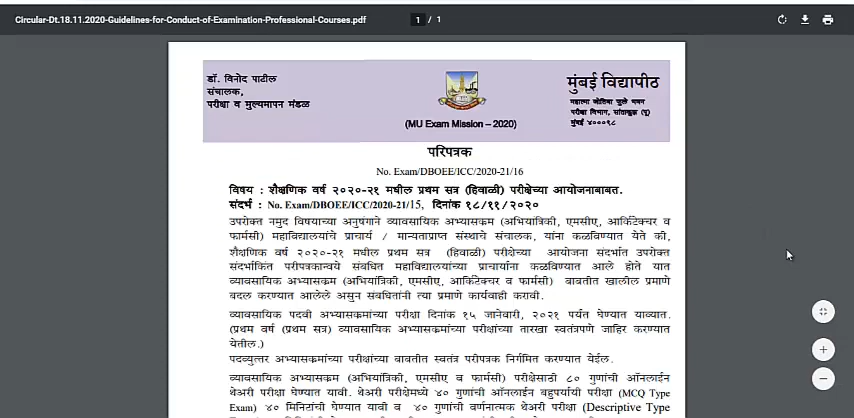 Circular-Dt.18.11.2020-Guidelines-for-Conduct-of-Examination-Professional-Courses.pdf
1 / 1
डॉ. विनोद पाटील
संचालक,
परीक्षा व मुल्यमापन मंडळ
(MU Exam Mission – 2020)
मुंबई विद्यापीठ
महात्मा जोतिबा फुले भवन
परीक्षा विभाग, सांताक्रुझ (पू)
मुंबई ४०००९८
परिपत्रक
No. Exam/DBOEE/ICC/2020-21/16
विषय : शैक्षणिक वर्ष २०२०-२१ मधील प्रथम सत्र (हिवाळी) परीक्षेच्या आयोजनाबाबत.
संदर्भ : No. Exam/DBOEE/ICC/2020-21/15, दिनांक १८/११/२०२०
उपरोक्त नमुद विषयाच्या अनुषंगाने व्यावसायिक अभ्यासक्रम (अभियांत्रिकी, एमसीए, आर्किटेक्चर व
फार्मसी) महाविद्यालयांचे प्राचार्य / मान्यताप्राप्त संस्थाचे संचालक, यांना कळविण्यात येते की,
शैक्षणिक वर्ष २०२०-२१ मधील प्रथम सत्र (हिवाळी) परीक्षेच्या आयोजना संदर्भात उपरोक्त
संदर्भाकित परीपत्रकान्वये संबधित महाविद्यालयांच्या प्राचार्याना कळविण्यात आले होते यात
व्यावसायिक अभ्यासक्रम (अभियांत्रिकी, एमसीए, आर्किटेक्चर व फार्मसी) बाबतीत खालील प्रमाणे
बदल करण्यात आलेले असुन संबधितांनी त्या प्रमाणे कार्यवाही करावी.
व्यावसायिक पदवी अभ्यासक्रमांच्या परीक्षा दिनांक १५ जानेवारी, २०२१ पर्यंत घेण्यात याव्यात.
(प्रथम वर्ष (प्रथम सत्र) व्यावसायिक अभ्यासक्रमांच्या परीक्षांच्या तारखा स्वतंत्रपणे जाहिर करण्यात
येतील.)
पदव्युत्तर अभ्यासक्रमांच्या परीक्षांच्या बाबतीत स्वतंत्र परीपत्रक निर्गमित करण्यात येईल.
व्यावसायिक अभ्यासक्रम (अभियांत्रिकी, एमसीए व फार्मसी) परीक्षेसाठी ८० गुणांची ऑनलाईन
थेअरी परीक्षा घेण्यात यावी. थेअरी परीक्षेमध्ये ४० गुणांची ऑनलाईन बहुपर्यायी परीक्षा (MCQ Type
Exam) ४० मिनिटांची घेण्यात यावी व ४० गुणांची वर्णनात्मक थेअरी परीक्षा (Descriptive Type